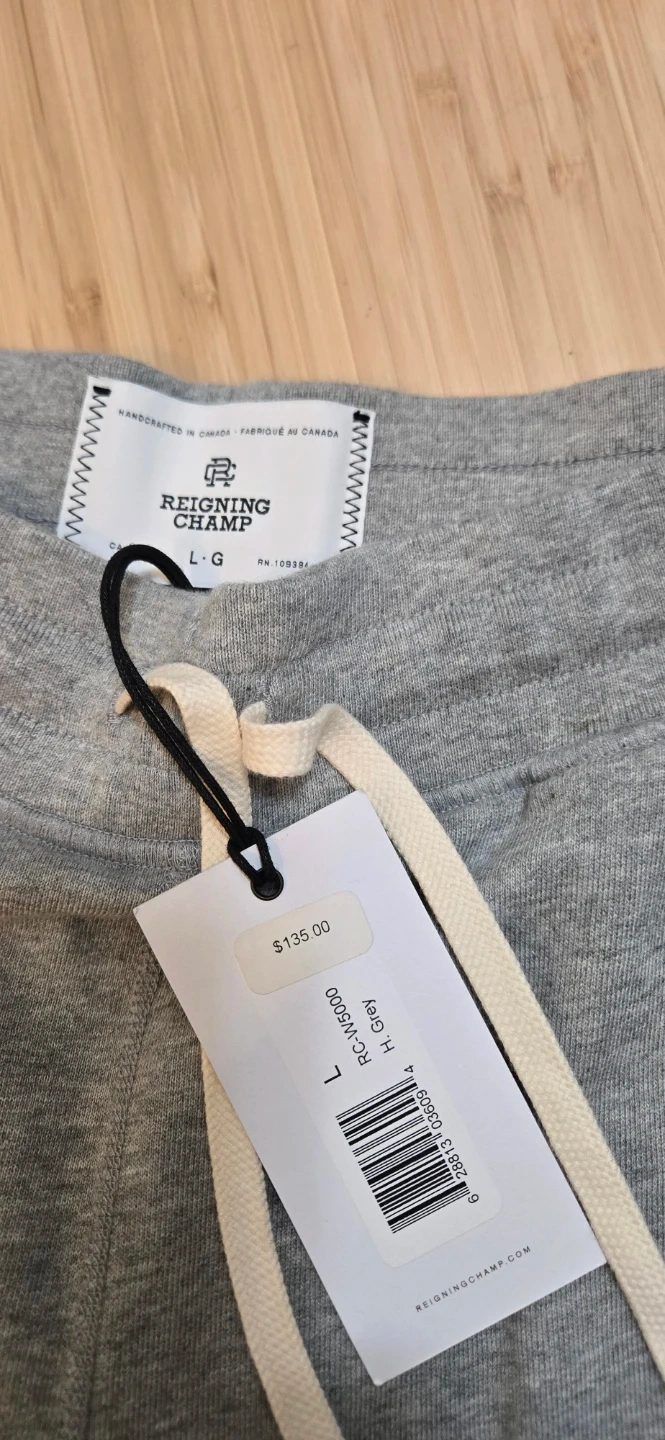 HANDCRAFTED IN CANADA · FABRIQUÉ AU CANADA
RC
REIGNING
CHAMP
L · G
$135.00
L
RC-W5000
H. Grey
6 28813 03609 4
REIGNINGCHAMP.COM